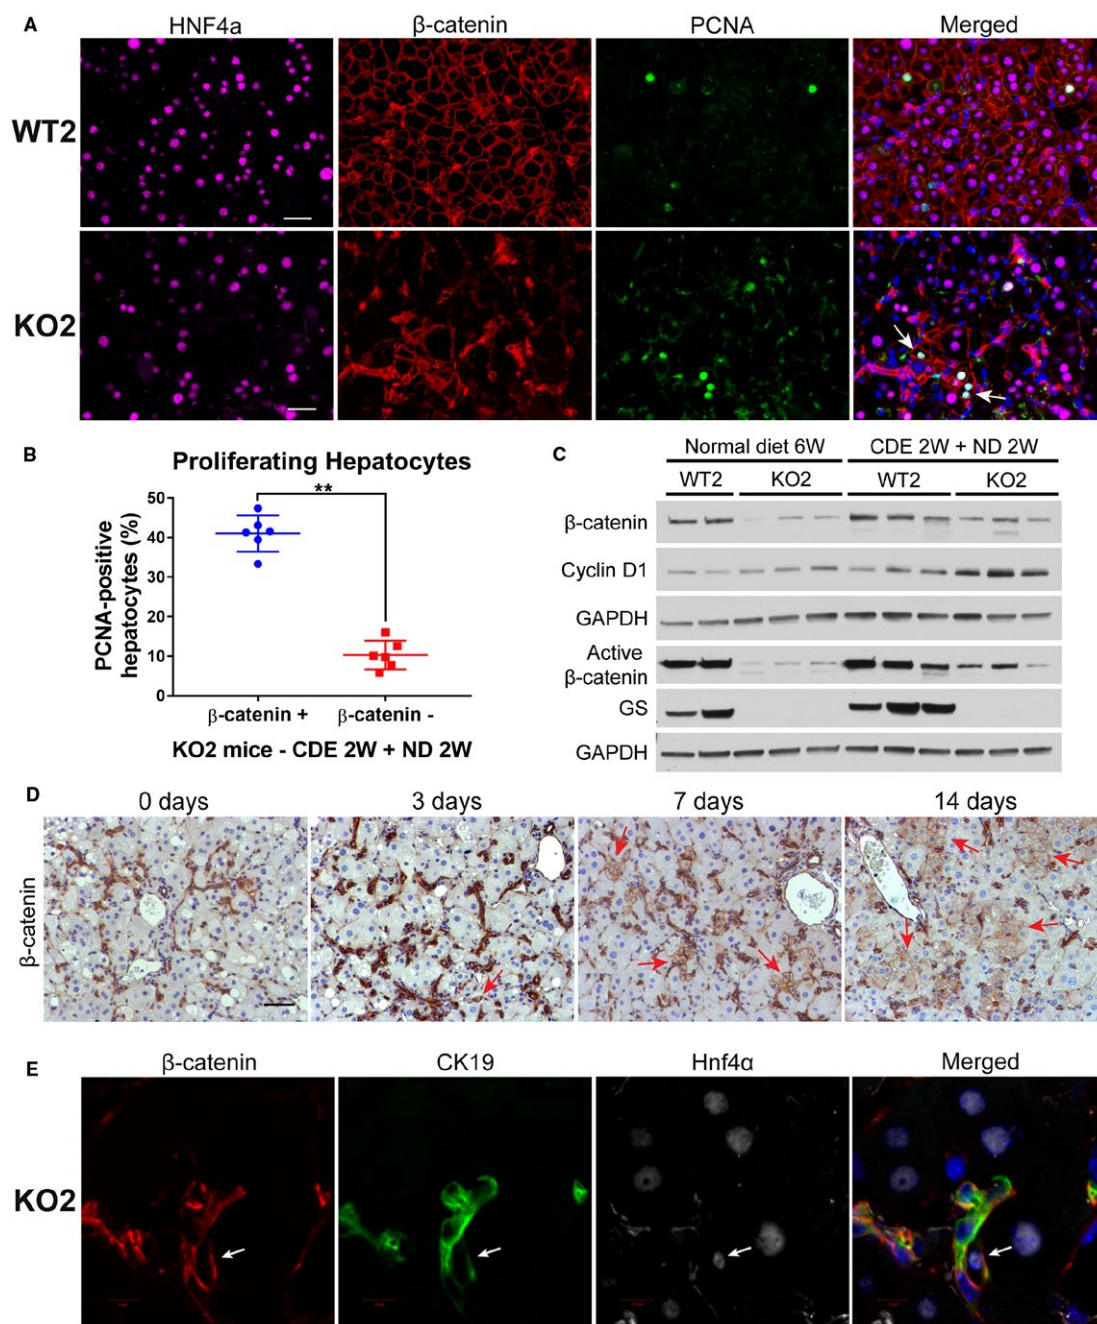 A
HNF4a β-catenin PCNA Merged
WT2
KO2
B
Proliferating Hepatocytes
**
PCNA-positive
hepatocytes (%)
50
40
30
20
10
0
β-catenin + β-catenin -
KO2 mice - CDE 2W + ND 2W
C
Normal diet 6W CDE 2W + ND 2W
WT2 KO2 WT2 KO2
β-catenin
Cyclin D1
GAPDH
Active
β-catenin
GS
GAPDH
D
0 days 3 days 7 days 14 days
β-catenin
E
β-catenin CK19 Hnf4α Merged
KO2